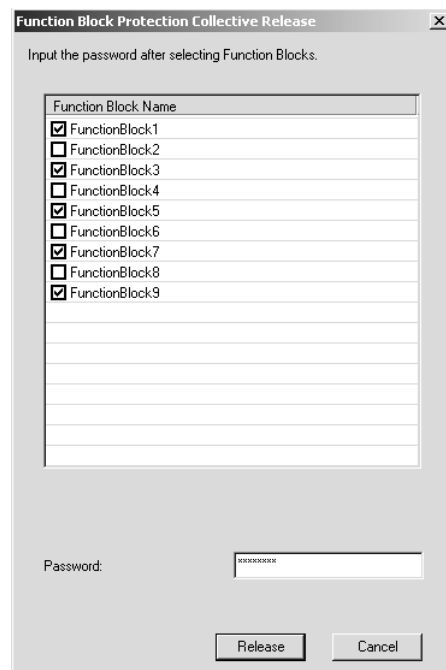 Function Block Protection Collective Release
Input the password after selecting Function Blocks.
Function Block Name
FunctionBlock1
FunctionBlock2
FunctionBlock3
FunctionBlock4
FunctionBlock5
FunctionBlock6
FunctionBlock7
FunctionBlock8
FunctionBlock9
Password: ××××××××
Release Cancel